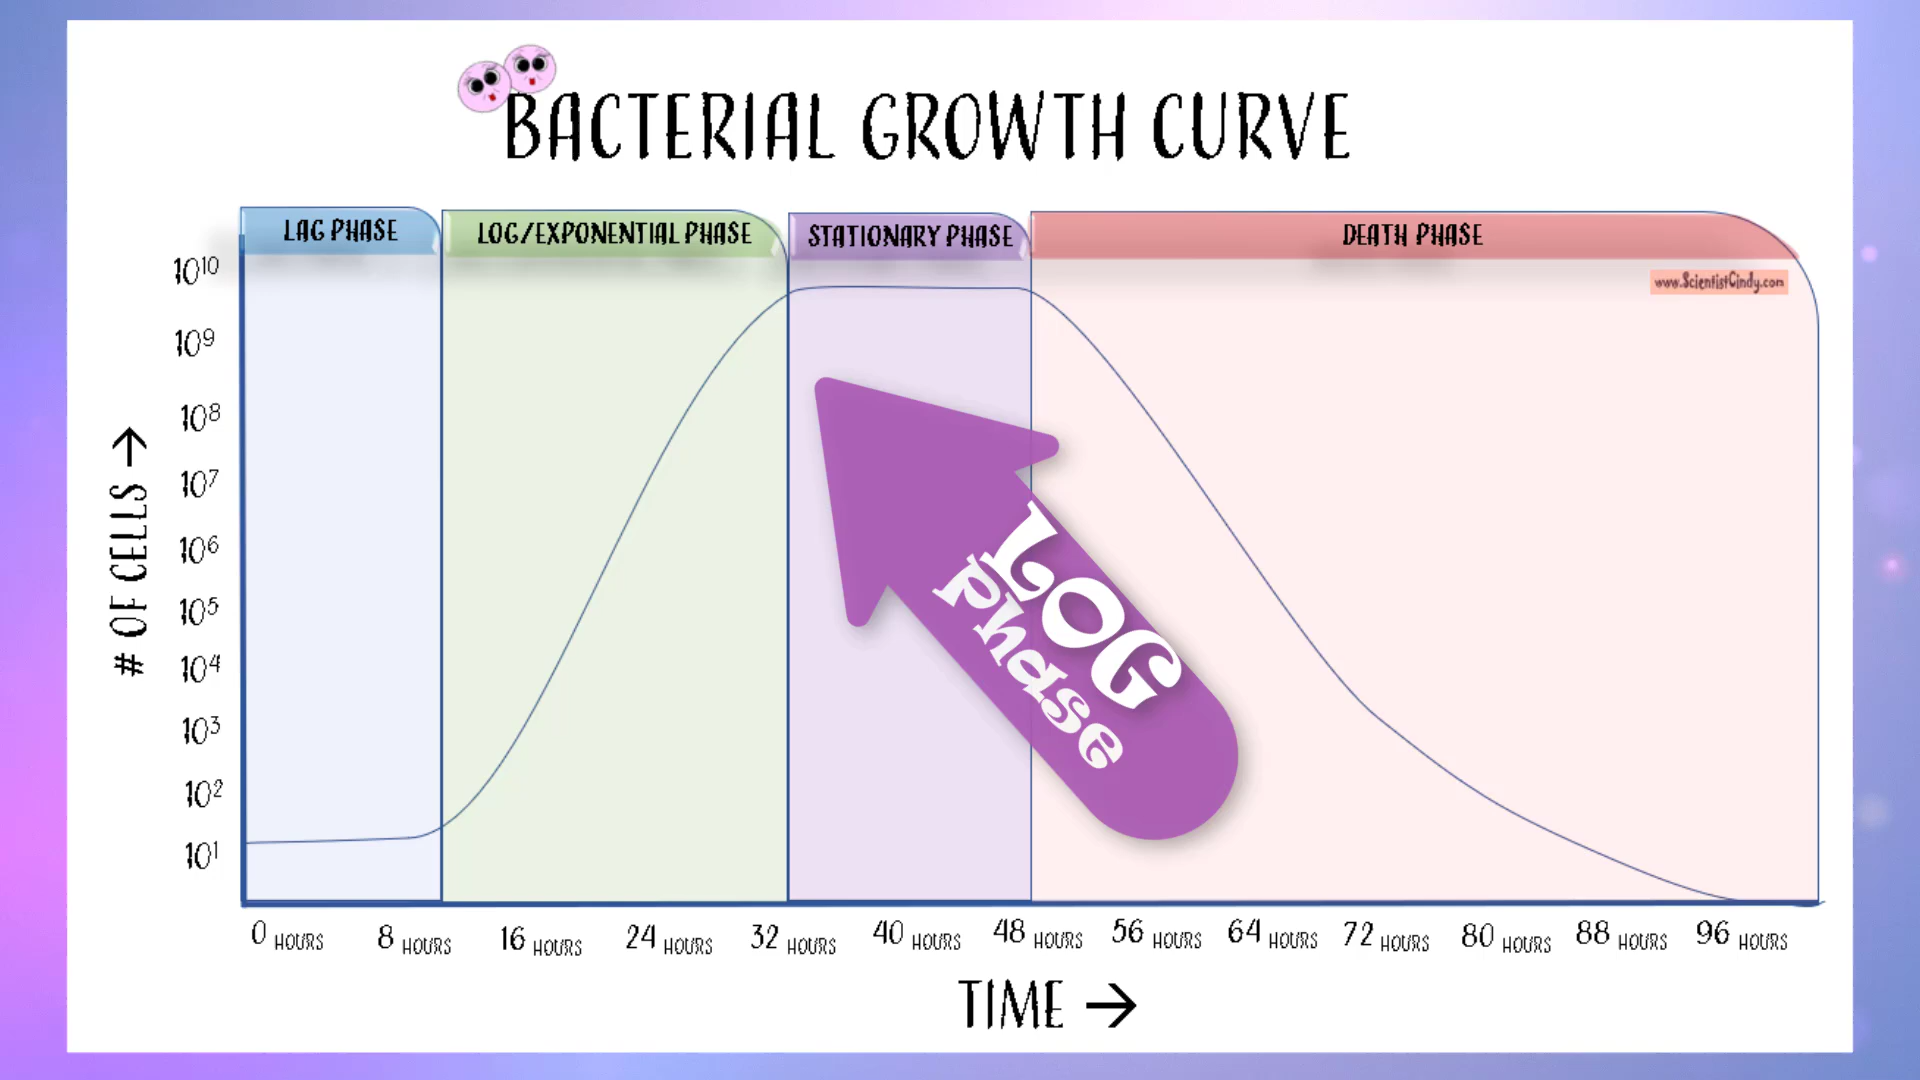 BACTERIAL GROWTH CURVE
LAG PHASE
LOG/EXPONENTIAL PHASE
STATIONARY PHASE
DEATH PHASE
www.ScientistCindy.com
10¹⁰
10⁹
10⁸
10⁷
10⁶
10⁵
10⁴
10³
10²
10¹
# OF CELLS →
LOG
Phase
0 HOURS
8 HOURS
16 HOURS
24 HOURS
32 HOURS
40 HOURS
48 HOURS
56 HOURS
64 HOURS
72 HOURS
80 HOURS
88 HOURS
96 HOURS
TIME →